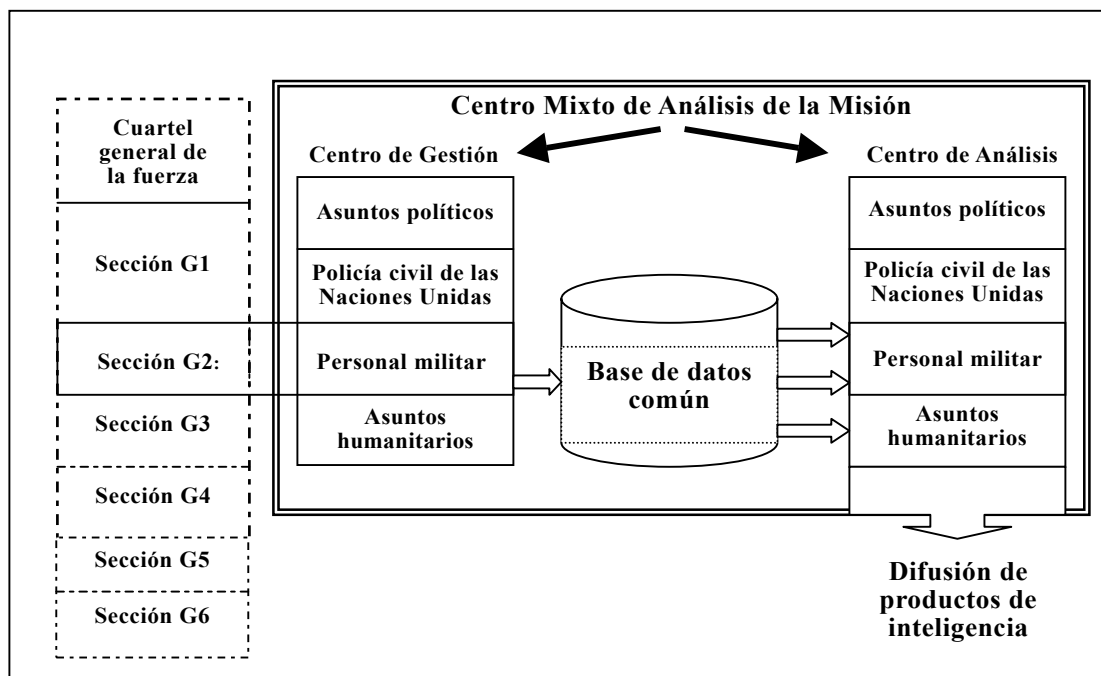 Centro Mixto de Análisis de la Misión
Cuartel
general de
la fuerza
Sección G1
Sección G2:
Sección G3
Sección G4
Sección G5
Sección G6
Centro de Gestión
Asuntos políticos
Policía civil de las
Naciones Unidas
Personal militar
Asuntos
humanitarios
Base de datos
común
Centro de Análisis
Asuntos políticos
Policía civil de las
Naciones Unidas
Personal militar
Asuntos
humanitarios
Difusión de
productos de
inteligencia